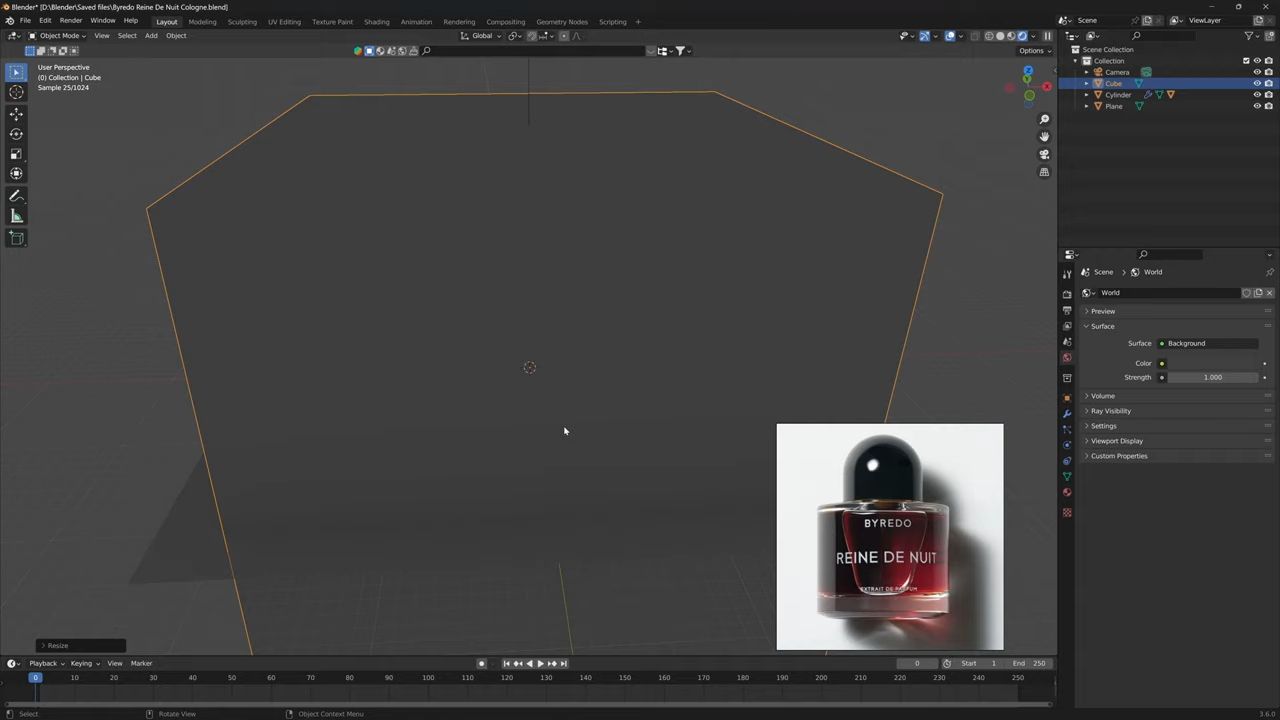 Blender* [D:\Blender\Saved files\Byredo Reine De Nuit Cologne.blend]
File Edit Render Window Help Layout Modeling Sculpting UV Editing Texture Paint Shading Animation Rendering Compositing Geometry Nodes Scripting + Scene ViewLayer
Object Mode View Select Add Object Global
Options
User Perspective
(0) Collection | Cube
Sample 25/1024
Scene Collection
Collection
Camera
Cube
Cylinder
Plane
Scene > World
World
Preview
Surface
Surface Background
Color
Strength 1.000
Volume
Ray Visibility
Settings
Viewport Display
Custom Properties
BYREDO
REINE DE NUIT
EXTRAIT DE PARFUM
> Resize
Playback Keying View Marker 0 Start 1 End 250
0 10 20 30 40 50 60 70 80 90 100 110 120 130 140 150 160 170 180 190 200 210 220 230 240 250
Select Rotate View Object Context Menu 3.6.0